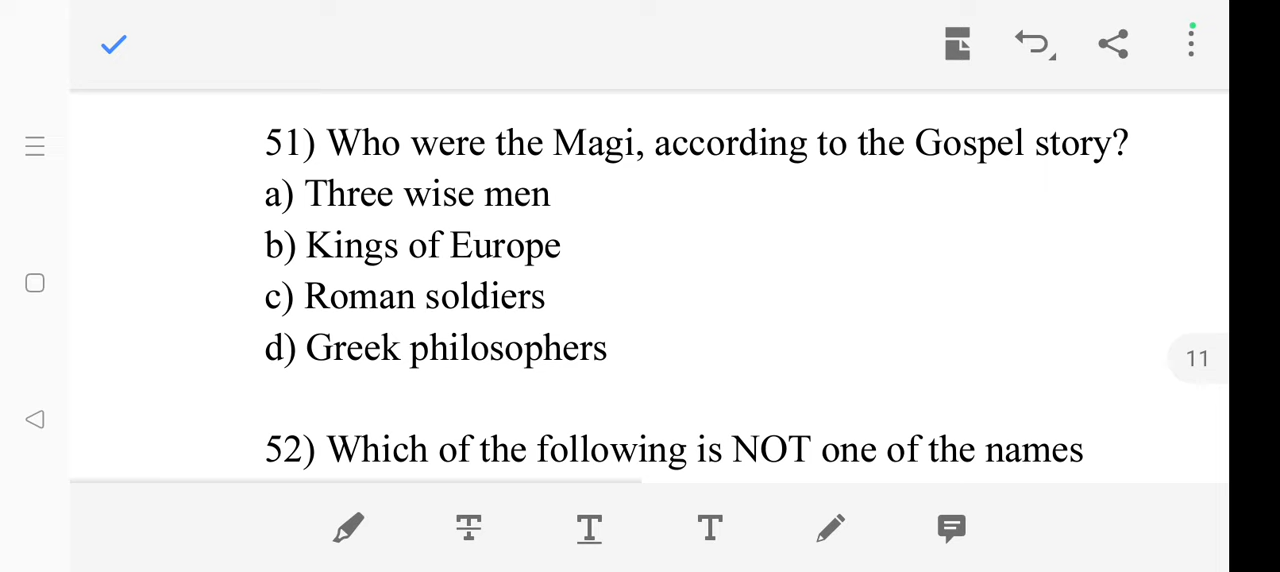 51) Who were the Magi, according to the Gospel story?
a) Three wise men
b) Kings of Europe
c) Roman soldiers
d) Greek philosophers
11
52) Which of the following is NOT one of the names